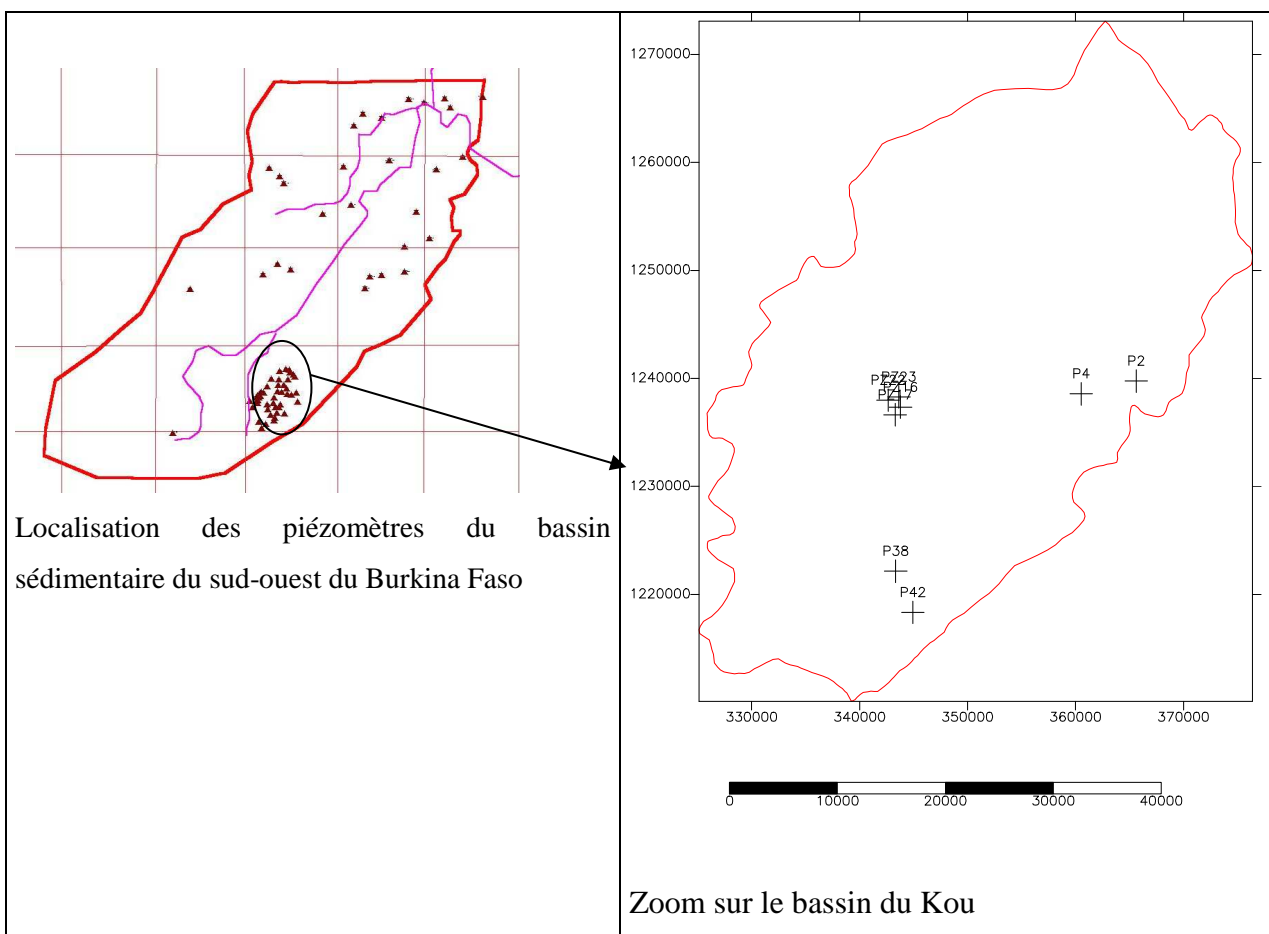 Localisation des piézomètres du bassin
sédimentaire du sud-ouest du Burkina Faso
1270000
1260000
1250000
1240000
1230000
1220000
P2
P4
P38
P42
330000 340000 350000 360000 370000
0 10000 20000 30000 40000
Zoom sur le bassin du Kou